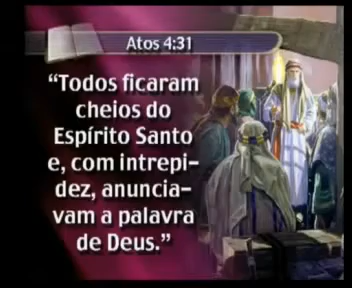 Atos 4:31
“Todos ficaram
cheios do
Espírito Santo
e, com intrepi-
dez, anuncia-
vam a palavra
de Deus.”